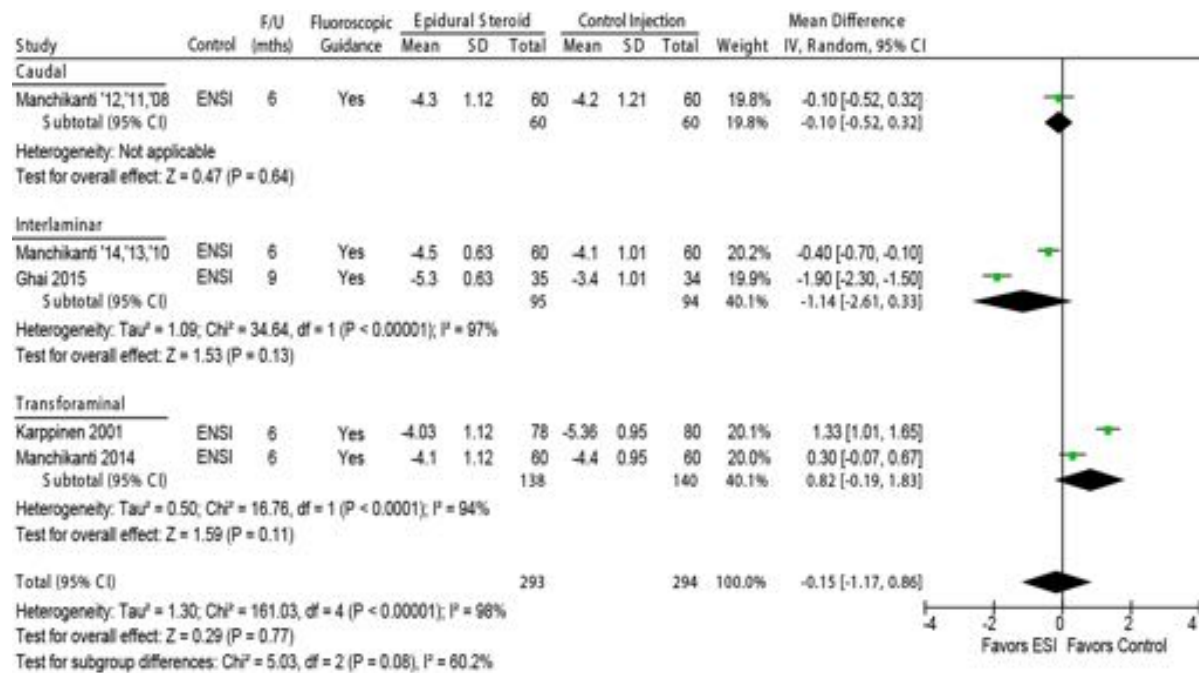 F/U Fluoroscopic Epidural Steroid Control Injection Mean Difference
Study Control (mths) Guidance Mean SD Total Mean SD Total Weight IV, Random, 95% CI
Caudal
Manchikanti '12,'11,'08 ENSI 6 Yes -4.3 1.12 60 -4.2 1.21 60 19.8% -0.10 [-0.52, 0.32]
Subtotal (95% CI) 60 60 19.8% -0.10 [-0.52, 0.32]
Heterogeneity: Not applicable
Test for overall effect: Z = 0.47 (P = 0.64)
Interlaminar
Manchikanti '14,'13,'10 ENSI 6 Yes -4.5 0.63 60 -4.1 1.01 60 20.2% -0.40 [-0.70, -0.10]
Ghai 2015 ENSI 9 Yes -5.3 0.63 35 -3.4 1.01 34 19.9% -1.90 [-2.30, -1.50]
Subtotal (95% CI) 95 94 40.1% -1.14 [-2.61, 0.33]
Heterogeneity: Tau² = 1.09; Chi² = 34.64, df = 1 (P < 0.00001); I² = 97%
Test for overall effect: Z = 1.53 (P = 0.13)
Transforaminal
Karppinen 2001 ENSI 6 Yes -4.03 1.12 78 -5.36 0.95 80 20.1% 1.33 [1.01, 1.65]
Manchikanti 2014 ENSI 6 Yes -4.1 1.12 60 -4.4 0.95 60 20.0% 0.30 [-0.07, 0.67]
Subtotal (95% CI) 138 140 40.1% 0.82 [-0.19, 1.83]
Heterogeneity: Tau² = 0.50; Chi² = 16.76, df = 1 (P < 0.0001); I² = 94%
Test for overall effect: Z = 1.59 (P = 0.11)
Total (95% CI) 293 294 100.0% -0.15 [-1.17, 0.86]
Heterogeneity: Tau² = 1.30; Chi² = 161.03, df = 4 (P < 0.00001); I² = 98%
Test for overall effect: Z = 0.29 (P = 0.77)
Test for subgroup differences: Chi² = 5.03, df = 2 (P = 0.08), I² = 60.2%
-4 -2 0 2 4
Favors ESI Favors Control